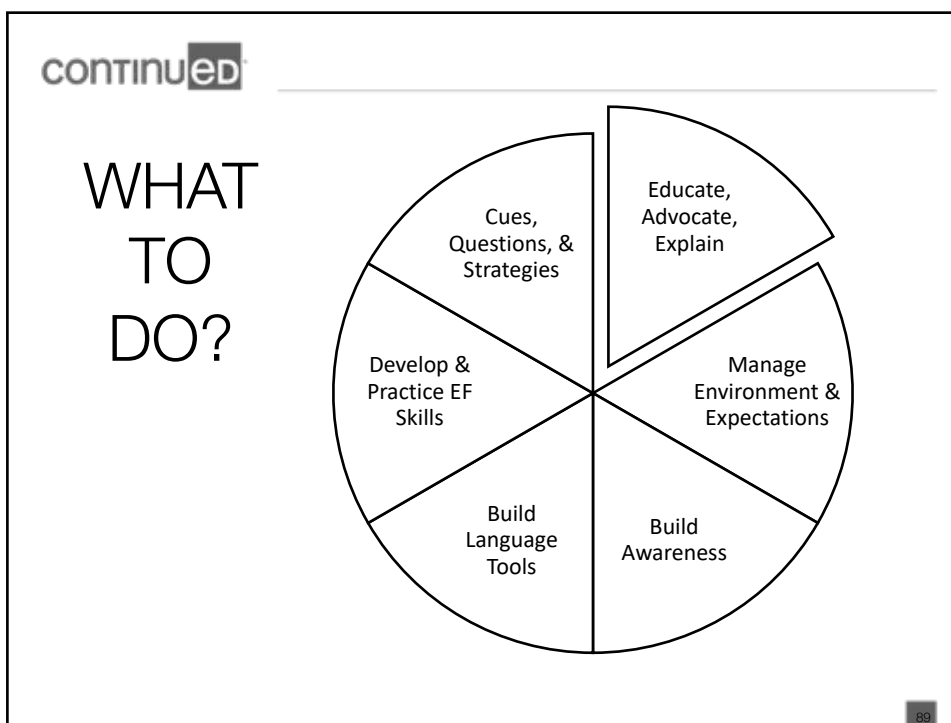 continued
WHAT
TO
DO?
Educate,
Advocate,
Explain
Manage
Environment &
Expectations
Build
Awareness
Build
Language
Tools
Develop &
Practice EF
Skills
Cues,
Questions, &
Strategies
89